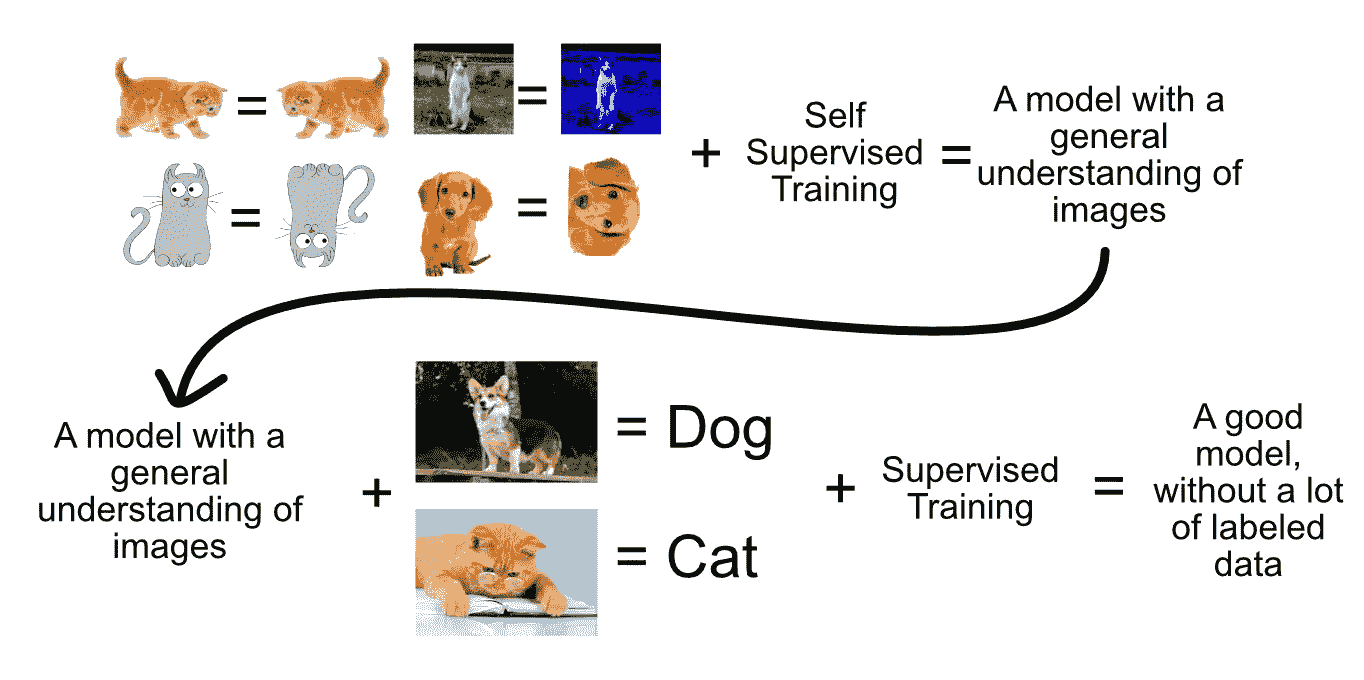 =
=
+
Self
Supervised
Training
=
A model with a
general
understanding of
images
=
=
A model with a
general
understanding of
images
+
= Dog
= Cat
+
Supervised
Training
=
A good
model,
without a lot
of labeled
data